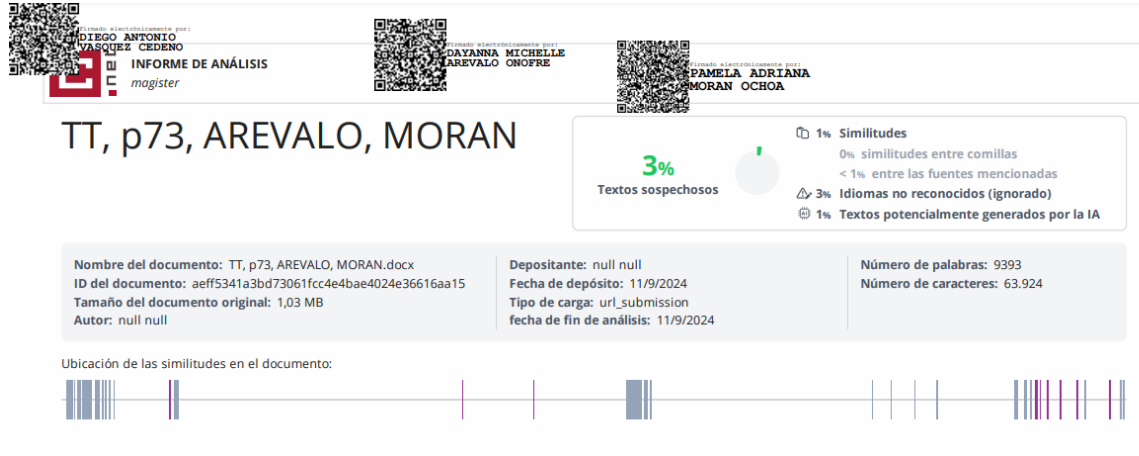 Firmado electrónicamente por:
DIEGO ANTONIO
VASQUEZ CEDENO
Firmado electrónicamente por:
DAYANNA MICHELLE
AREVALO ONOFRE
Firmado electrónicamente por:
PAMELA ADRIANA
MORAN OCHOA
INFORME DE ANÁLISIS
magister
TT, p73, AREVALO, MORAN
3%
Textos sospechosos
1% Similitudes
0% similitudes entre comillas
< 1% entre las fuentes mencionadas
3% Idiomas no reconocidos (ignorado)
1% Textos potencialmente generados por la IA
Nombre del documento: TT, p73, AREVALO, MORAN.docx
ID del documento: aeff5341a3bd73061fcc4e4bae4024e36616aa15
Tamaño del documento original: 1,03 MB
Autor: null null
Depositante: null null
Fecha de depósito: 11/9/2024
Tipo de carga: url_submission
fecha de fin de análisis: 11/9/2024
Número de palabras: 9393
Número de caracteres: 63.924
Ubicación de las similitudes en el documento: